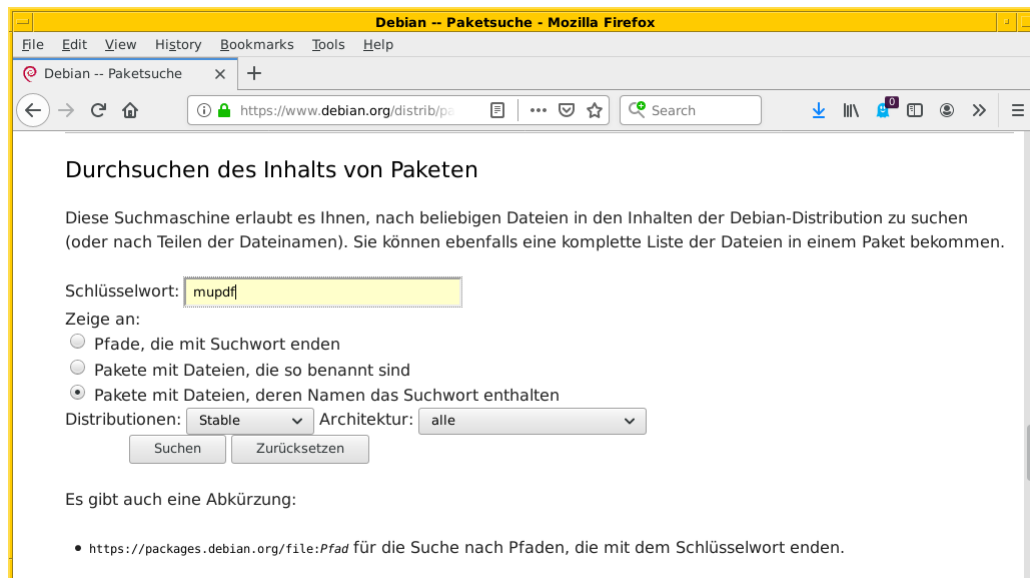 Debian -- Paketsuche - Mozilla Firefox
File Edit View History Bookmarks Tools Help
Debian -- Paketsuche
https://www.debian.org/distrib/pa Search 0
Durchsuchen des Inhalts von Paketen
Diese Suchmaschine erlaubt es Ihnen, nach beliebigen Dateien in den Inhalten der Debian-Distribution zu suchen
(oder nach Teilen der Dateinamen). Sie können ebenfalls eine komplette Liste der Dateien in einem Paket bekommen.
Schlüsselwort: mupdf
Zeige an:
Pfade, die mit Suchwort enden
Pakete mit Dateien, die so benannt sind
Pakete mit Dateien, deren Namen das Suchwort enthalten
Distributionen: Stable Architektur: alle
Suchen Zurücksetzen
Es gibt auch eine Abkürzung:
• https://packages.debian.org/file:Pfad für die Suche nach Pfaden, die mit dem Schlüsselwort enden.